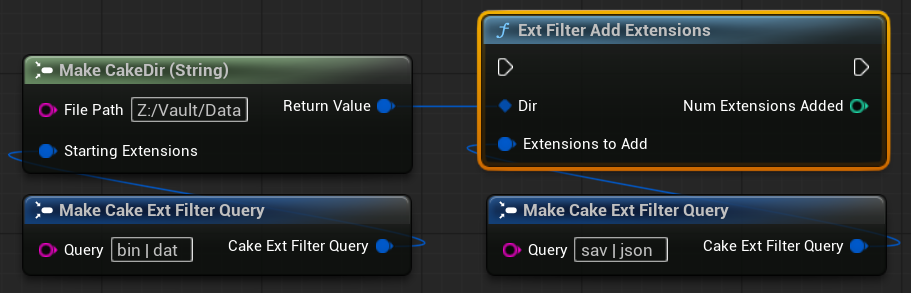 Ext Filter Add Extensions
Make CakeDir (String)
File Path Z:/Vault/Data Return Value
Starting Extensions
Dir Num Extensions Added
Extensions to Add
Make Cake Ext Filter Query
Query bin | dat Cake Ext Filter Query
Make Cake Ext Filter Query
Query sav | json Cake Ext Filter Query